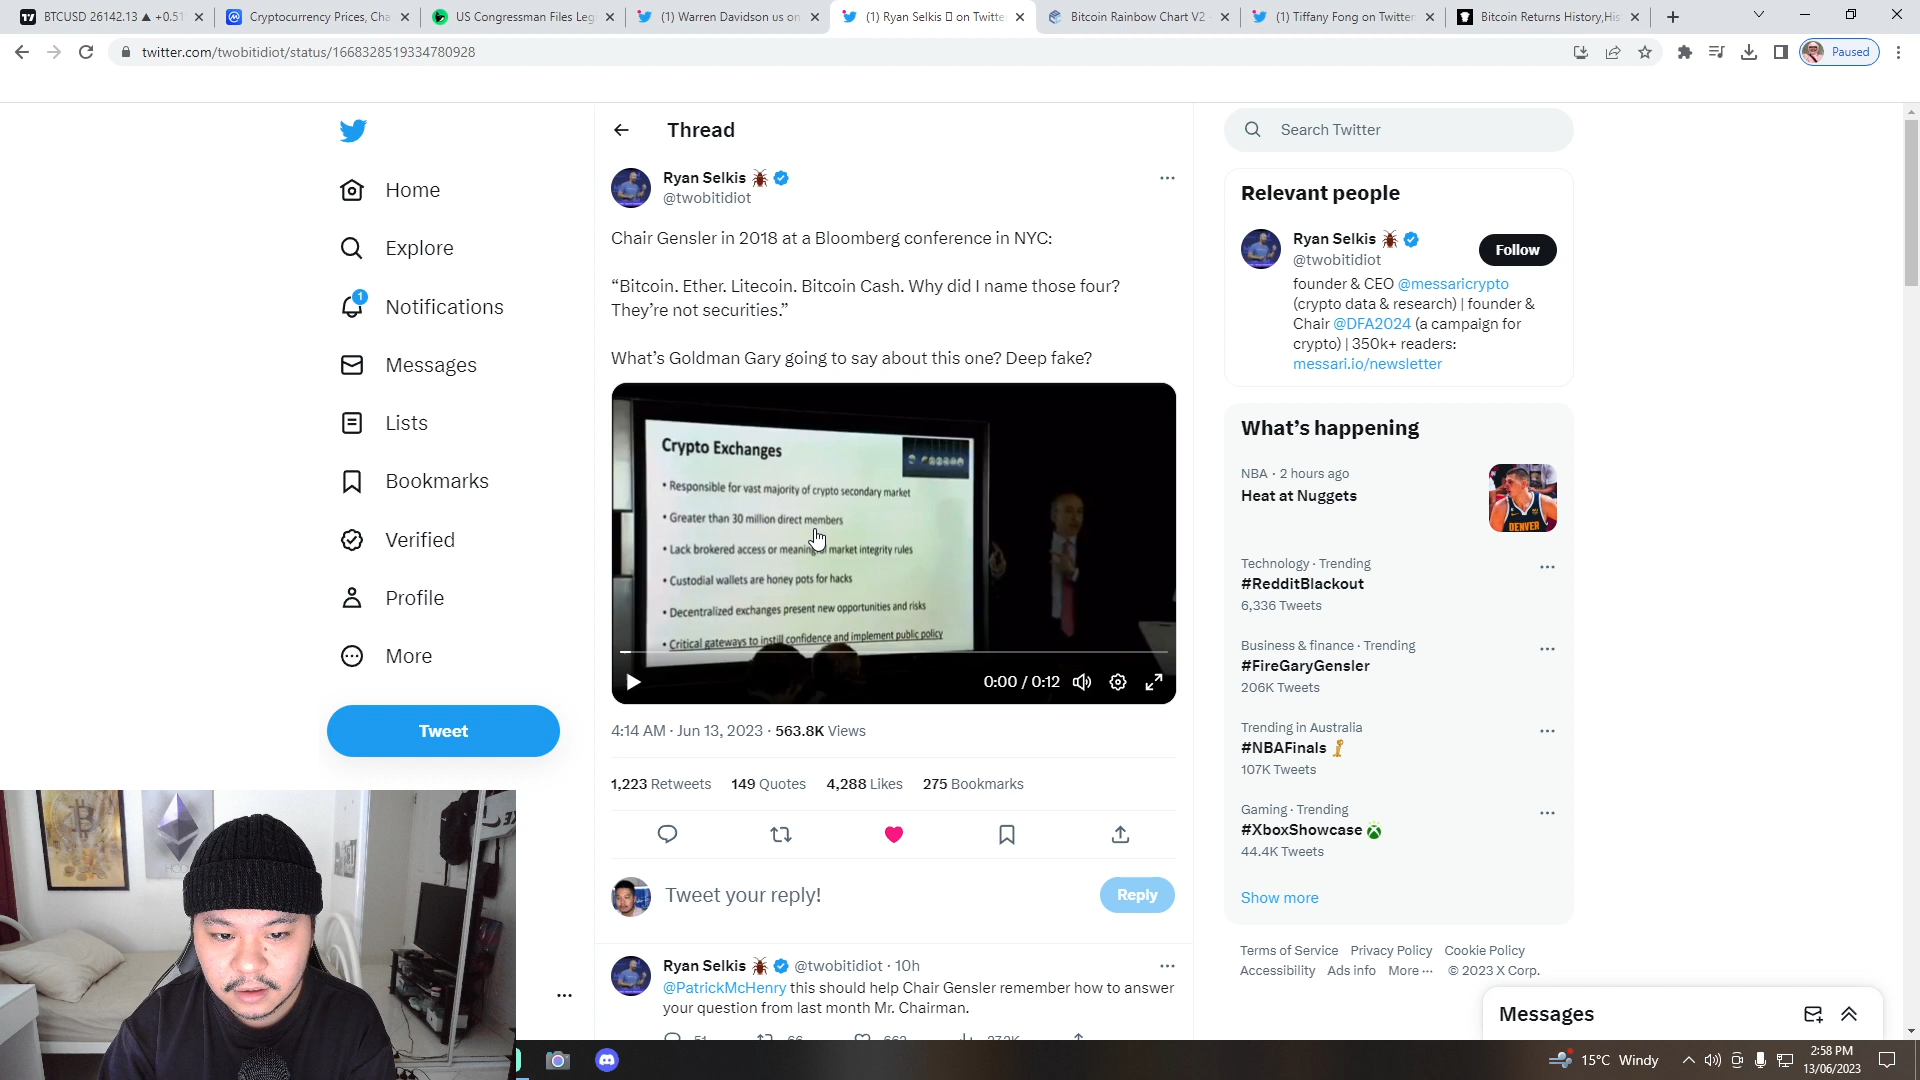 BTCUSD 26142.13 ▲ +0.51
Cryptocurrency Prices, Cha
US Congressman Files Leg
(1) Warren Davidson us on
(1) Ryan Selkis on Twitte
Bitcoin Rainbow Chart V2
(1) Tiffany Fong on Twitter
Bitcoin Returns History,His
twitter.com/twobitidiot/status/1668328519334780928
Paused
Home
Explore
1
Notifications
Messages
Lists
Bookmarks
Verified
Profile
More
Tweet
Thread
Ryan Selkis
@twobitidiot
Chair Gensler in 2018 at a Bloomberg conference in NYC:
“Bitcoin. Ether. Litecoin. Bitcoin Cash. Why did I name those four?
They’re not securities.”
What’s Goldman Gary going to say about this one? Deep fake?
Crypto Exchanges
• Responsible for vast majority of crypto secondary market
• Greater than 30 million direct members
• Lack brokered access or meaningful market integrity rules
• Custodial wallets are honey pots for hacks
• Decentralized exchanges present new opportunities and risks
• Critical gateways to instill confidence and implement public policy
0:00 / 0:12
4:14 AM · Jun 13, 2023 · 563.8K Views
1,223 Retweets 149 Quotes 4,288 Likes 275 Bookmarks
Tweet your reply!
Reply
Ryan Selkis @twobitidiot · 10h
@PatrickMcHenry this should help Chair Gensler remember how to answer
your question from last month Mr. Chairman.
Search Twitter
Relevant people
Ryan Selkis
@twobitidiot
Follow
founder & CEO @messaricrypto
(crypto data & research) | founder &
Chair @DFA2024 (a campaign for
crypto) | 350k+ readers:
messari.io/newsletter
What’s happening
NBA · 2 hours ago
Heat at Nuggets
DENVER
Technology · Trending
#RedditBlackout
6,336 Tweets
Business & finance · Trending
#FireGaryGensler
206K Tweets
Trending in Australia
#NBAFinals
107K Tweets
Gaming · Trending
#XboxShowcase
44.4K Tweets
Show more
Terms of Service Privacy Policy Cookie Policy
Accessibility Ads info More ··· © 2023 X Corp.
Messages
15°C Windy
2:58 PM
13/06/2023